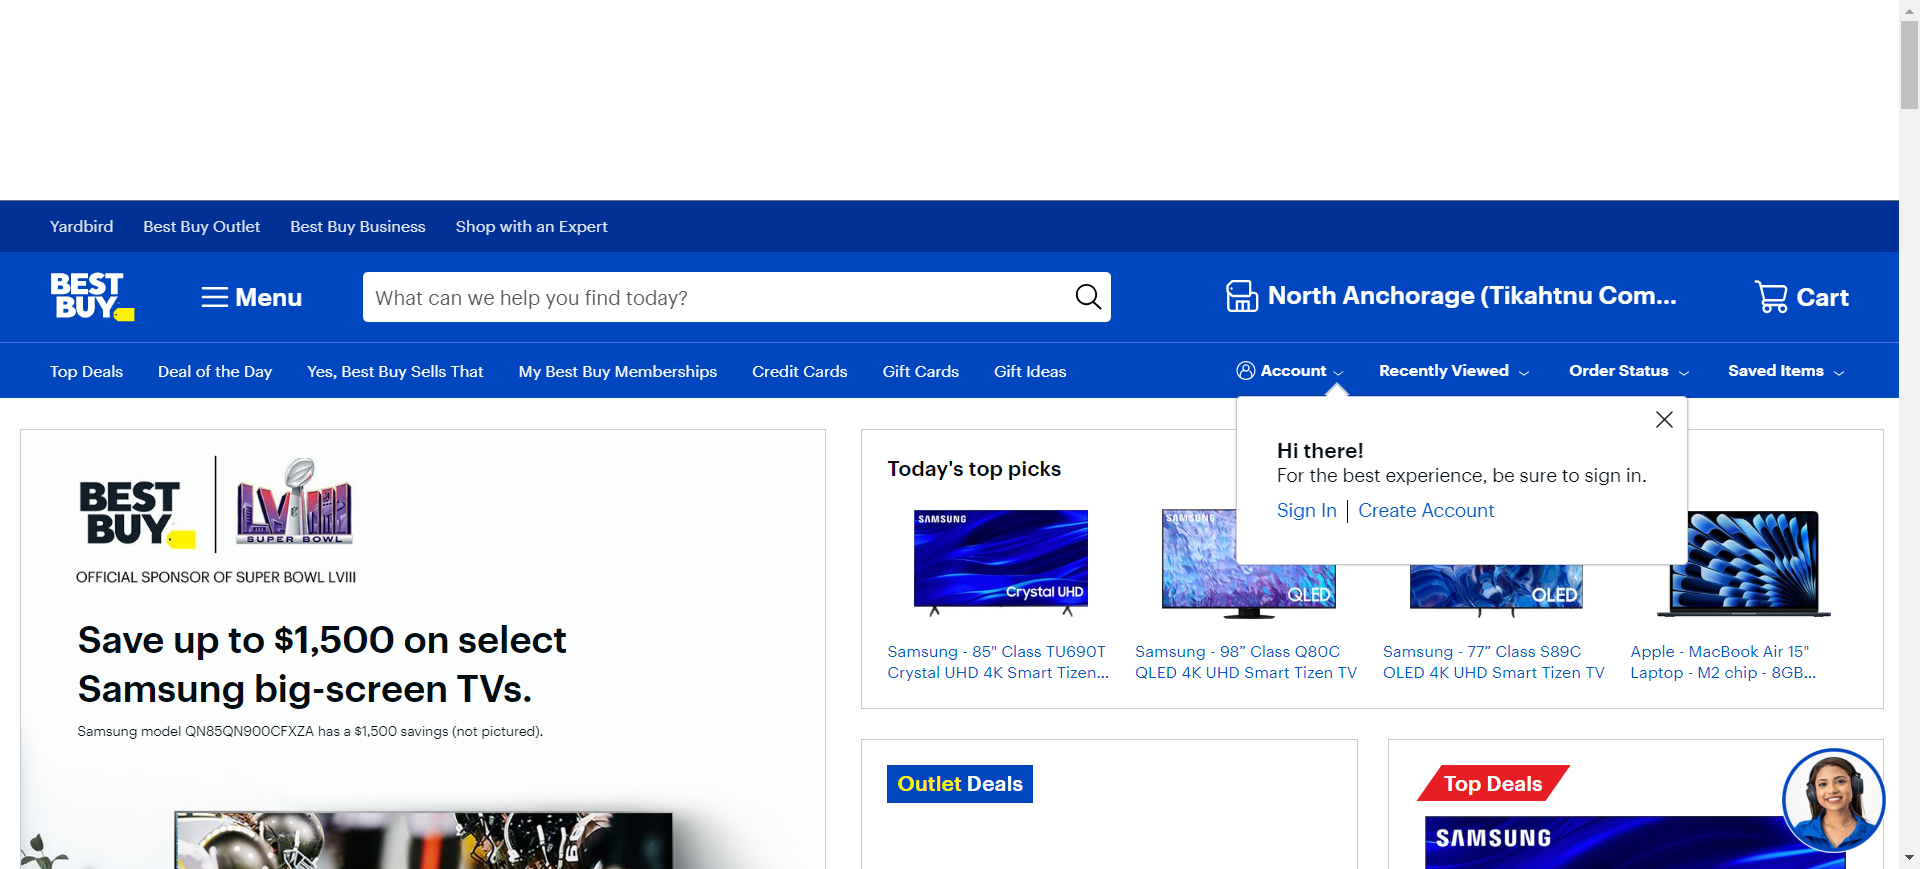 Yardbird
Best Buy Outlet
Best Buy Business
Shop with an Expert
BEST
BUY
Menu
What can we help you find today?
North Anchorage (Tikahtnu Com...
Cart
Top Deals
Deal of the Day
Yes, Best Buy Sells That
My Best Buy Memberships
Credit Cards
Gift Cards
Gift Ideas
Account
Recently Viewed
Order Status
Saved Items
Hi there!
For the best experience, be sure to sign in.
Sign In
Create Account
BEST
BUY
LVIII
SUPER BOWL
OFFICIAL SPONSOR OF SUPER BOWL LVIII
Save up to $1,500 on select
Samsung big-screen TVs.
Samsung model QN85QN900CFXZA has a $1,500 savings (not pictured).
Today's top picks
SAMSUNG
Crystal UHD
Samsung - 85" Class TU690T
Crystal UHD 4K Smart Tizen...
SAMSUNG
QLED
Samsung - 98” Class Q80C
QLED 4K UHD Smart Tizen TV
OLED
Samsung - 77” Class S89C
OLED 4K UHD Smart Tizen TV
Apple - MacBook Air 15"
Laptop - M2 chip - 8GB...
Outlet Deals
Top Deals
SAMSUNG